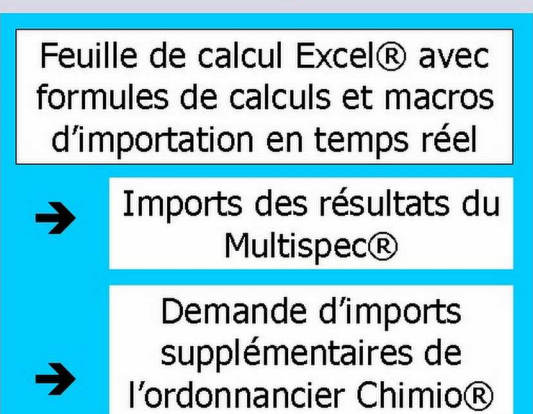 Feuille de calcul Excel® avec
formules de calculs et macros
d'importation en temps réel
➔ Imports des résultats du
Multispec®
Demande d'imports
supplémentaires de
➔ l'ordonnancier Chimio®